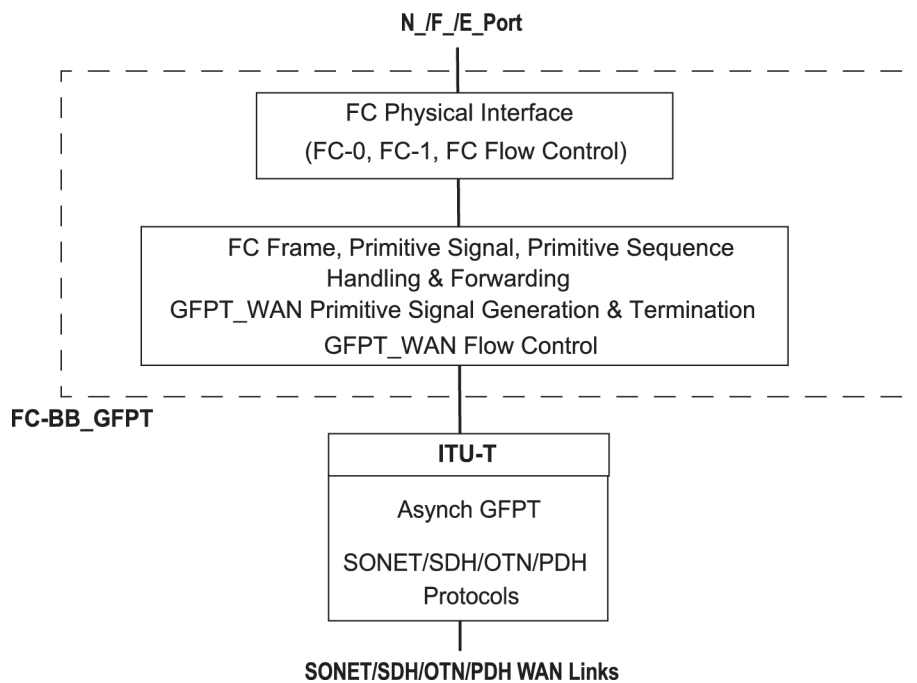 N_/F_/E_Port
FC Physical Interface
(FC-0, FC-1, FC Flow Control)
FC Frame, Primitive Signal, Primitive Sequence
Handling & Forwarding
GFPT_WAN Primitive Signal Generation & Termination
GFPT_WAN Flow Control
FC-BB_GFPT
ITU-T
Asynch GFPT
SONET/SDH/OTN/PDH
Protocols
SONET/SDH/OTN/PDH WAN Links